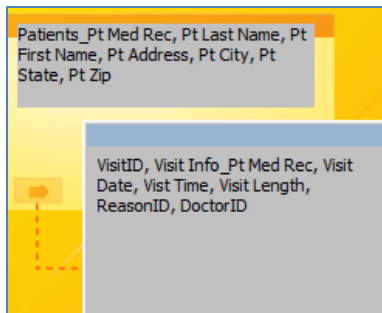 Patients_Pt Med Rec, Pt Last Name, Pt
First Name, Pt Address, Pt City, Pt
State, Pt Zip
VisitID, Visit Info_Pt Med Rec, Visit
Date, Vist Time, Visit Length,
ReasonID, DoctorID